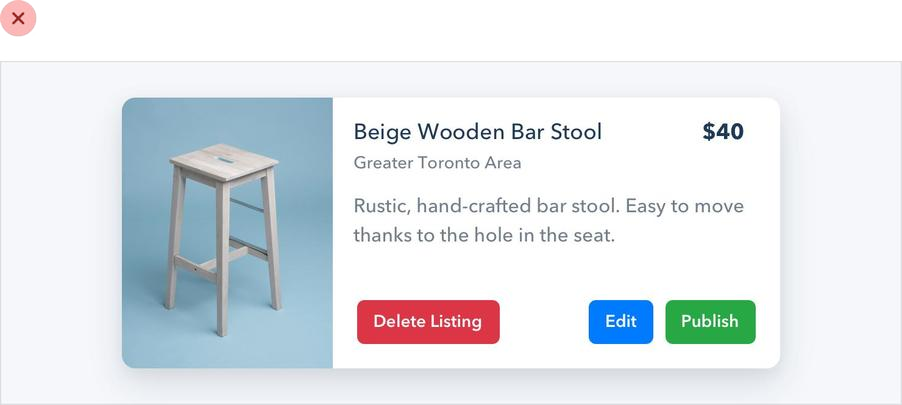 Beige Wooden Bar Stool
$40
Greater Toronto Area
Rustic, hand-crafted bar stool. Easy to move
thanks to the hole in the seat.
Delete Listing
Edit
Publish